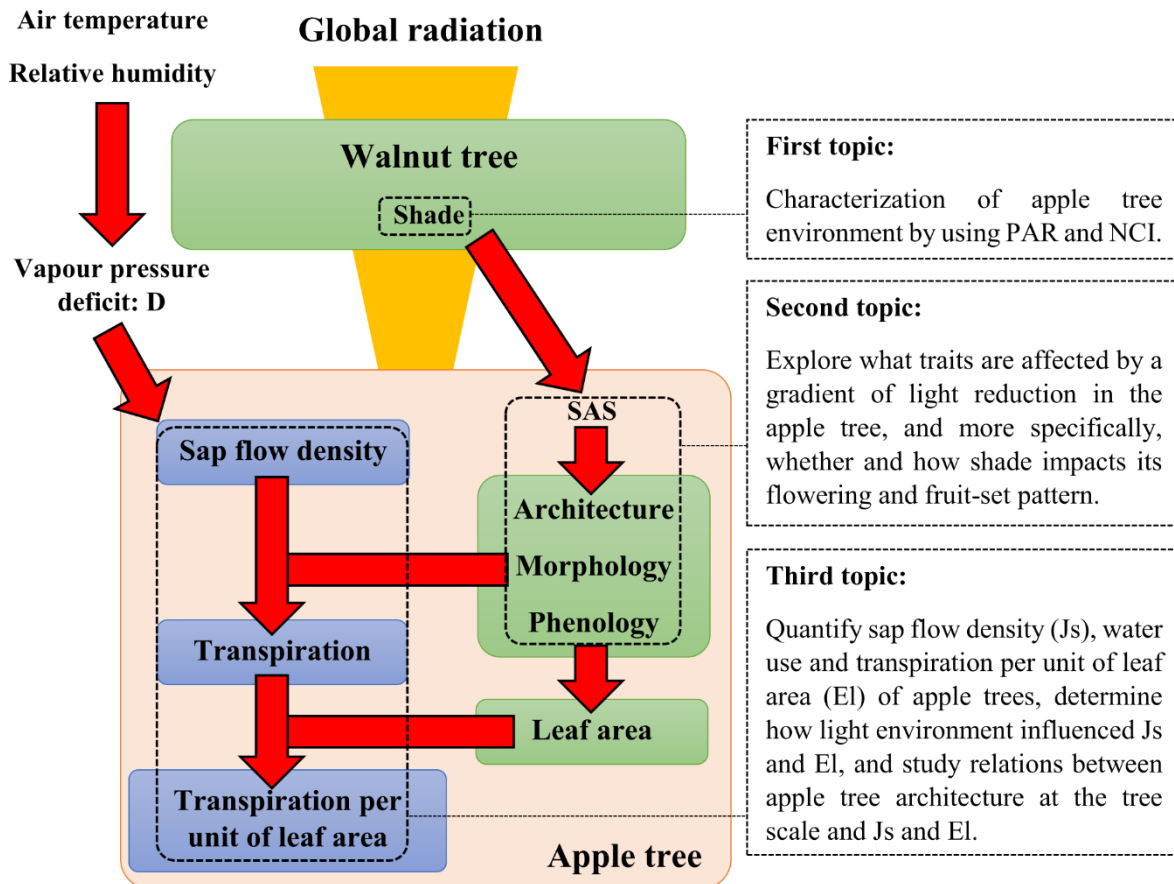 Air temperature
Relative humidity
Global radiation
Walnut tree
Shade
Vapour pressure
deficit: D
SAS
Sap flow density
Architecture
Morphology
Phenology
Transpiration
Leaf area
Transpiration per
unit of leaf area
Apple tree
First topic:
Characterization of apple tree
environment by using PAR and NCI.
Second topic:
Explore what traits are affected by a
gradient of light reduction in the
apple tree, and more specifically,
whether and how shade impacts its
flowering and fruit-set pattern.
Third topic:
Quantify sap flow density (Js), water
use and transpiration per unit of leaf
area (El) of apple trees, determine
how light environment influenced Js
and El, and study relations between
apple tree architecture at the tree
scale and Js and El.